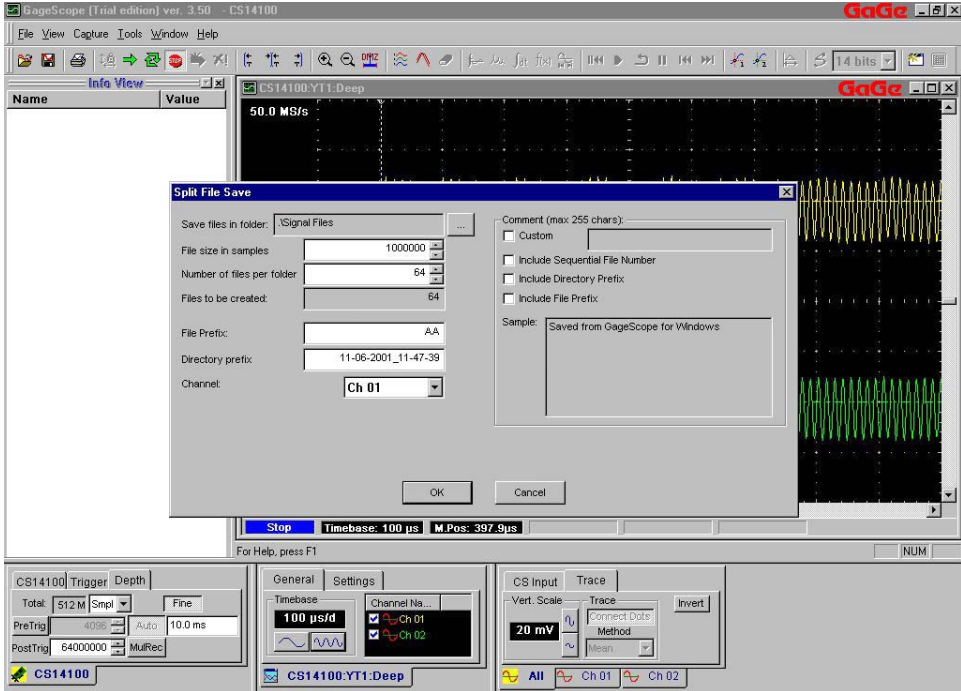 GageScope (Trial edition) ver. 3.50 - CS14100
GaGe
File View Capture Tools Window Help
14 bits
Info View
Name Value
CS14100:YT1:Deep
GaGe
50.0 MS/s
Split File Save
Save files in folder: .\Signal Files
...
File size in samples 1000000
Number of files per folder 64
Files to be created: 64
File Prefix: AA
Directory prefix 11-06-2001_11-47-39
Channel: Ch 01
Comment (max 255 chars):
Custom
Include Sequential File Number
Include Directory Prefix
Include File Prefix
Sample: Saved from GageScope for Windows
OK Cancel
Stop Timebase: 100 µs M.Pos: 397.9µs
For Help, press F1
NUM
CS14100 Trigger Depth
Total: 512 M Smpl Fine
PreTrig 4096 Auto 10.0 ms
PostTrig 64000000 MulRec
CS14100
General Settings
Timebase
100 µs/d
Channel Na...
Ch 01
Ch 02
CS14100:YT1:Deep
CS Input Trace
Vert. Scale
20 mV
Trace
Connect Dots
Method
Mean
Invert
All Ch 01 Ch 02